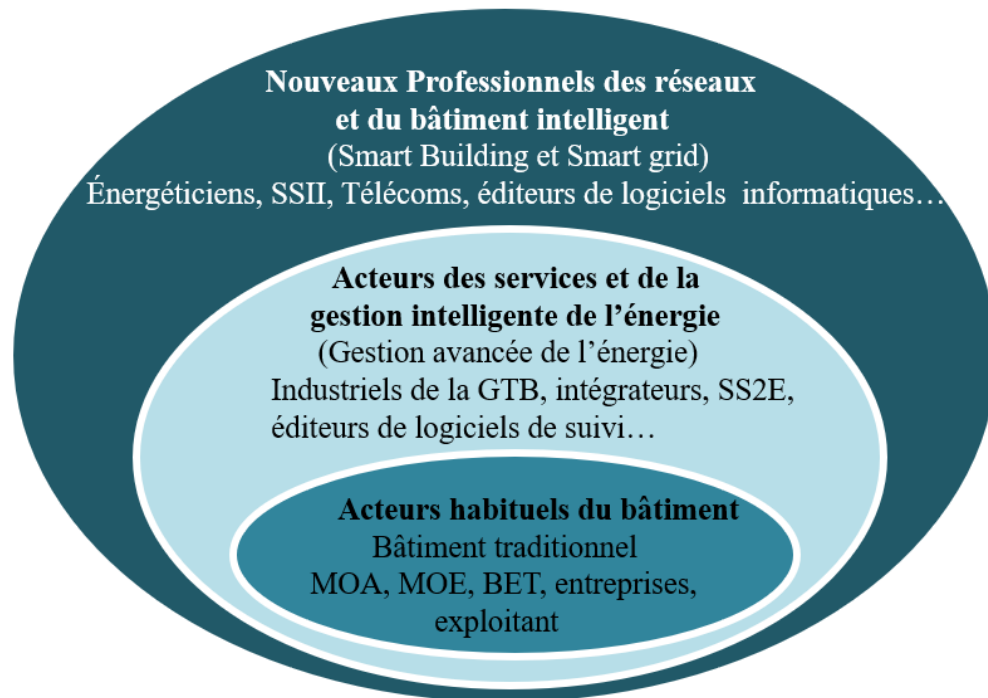 Nouveaux Professionnels des réseaux
et du bâtiment intelligent
(Smart Building et Smart grid)
Énergéticiens, SSII, Télécoms, éditeurs de logiciels informatiques…
Acteurs des services et de la
gestion intelligente de l’énergie
(Gestion avancée de l’énergie)
Industriels de la GTB, intégrateurs, SS2E,
éditeurs de logiciels de suivi…
Acteurs habituels du bâtiment
Bâtiment traditionnel
MOA, MOE, BET, entreprises,
exploitant